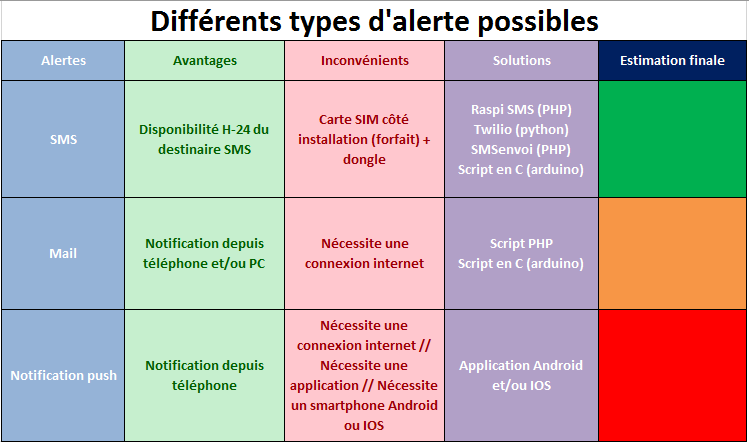 Différents types d'alerte possibles
Alertes
Avantages
Inconvénients
Solutions
Estimation finale
SMS
Disponibilité H-24 du
destinaire SMS
Carte SIM côté
installation (forfait) +
dongle
Raspi SMS (PHP)
Twilio (python)
SMSenvoi (PHP)
Script en C (arduino)
Mail
Notification depuis
téléphone et/ou PC
Nécessite une
connexion internet
Script PHP
Script en C (arduino)
Notification push
Notification depuis
téléphone
Nécessite une
connexion internet //
Nécessite une
application // Nécessite
un smartphone Android
ou IOS
Application Android
et/ou IOS